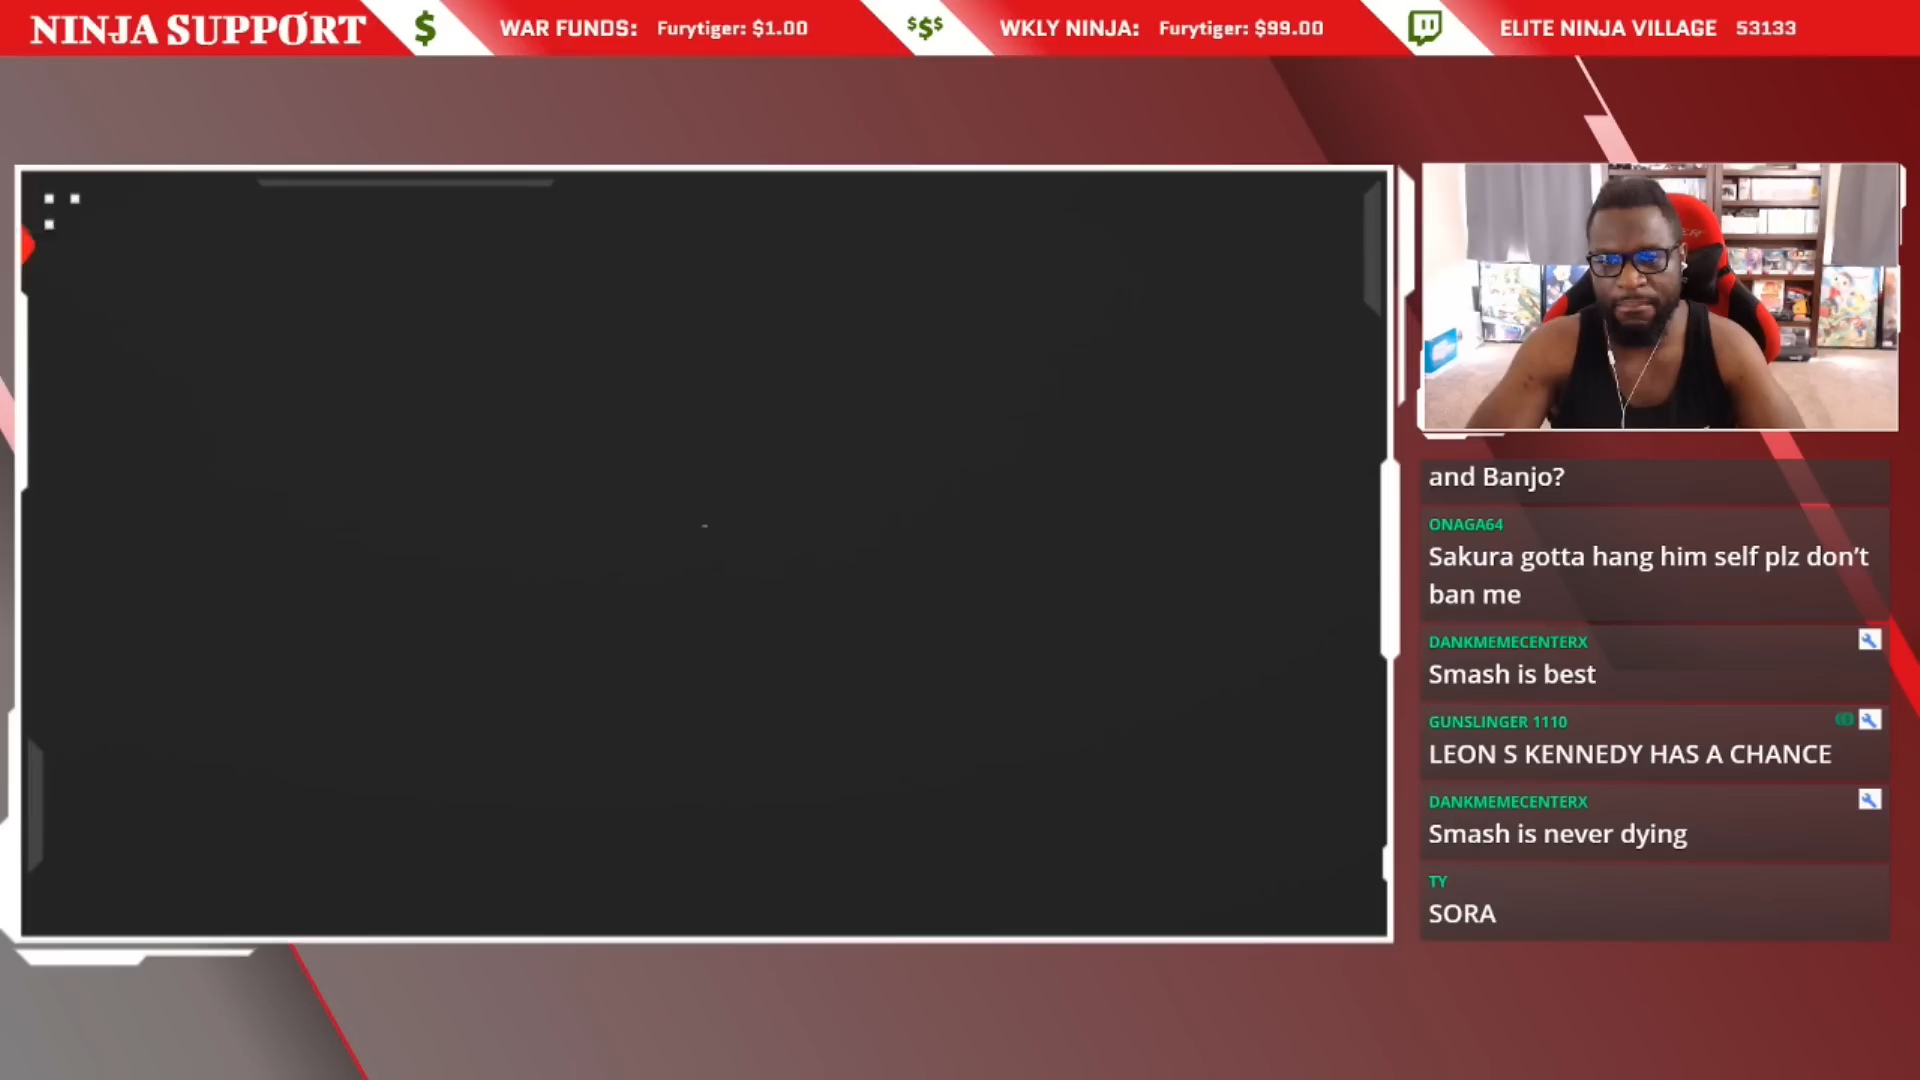 NINJA SUPPORT
$
WAR FUNDS: Furytiger: $1.00
$$$
WKLY NINJA: Furytiger: $99.00
ELITE NINJA VILLAGE 53133
and Banjo?
ONAGA64
Sakura gotta hang him self plz don't
ban me
DANKMEMECENTERX
Smash is best
GUNSLINGER 1110
LEON S KENNEDY HAS A CHANCE
DANKMEMECENTERX
Smash is never dying
TY
SORA